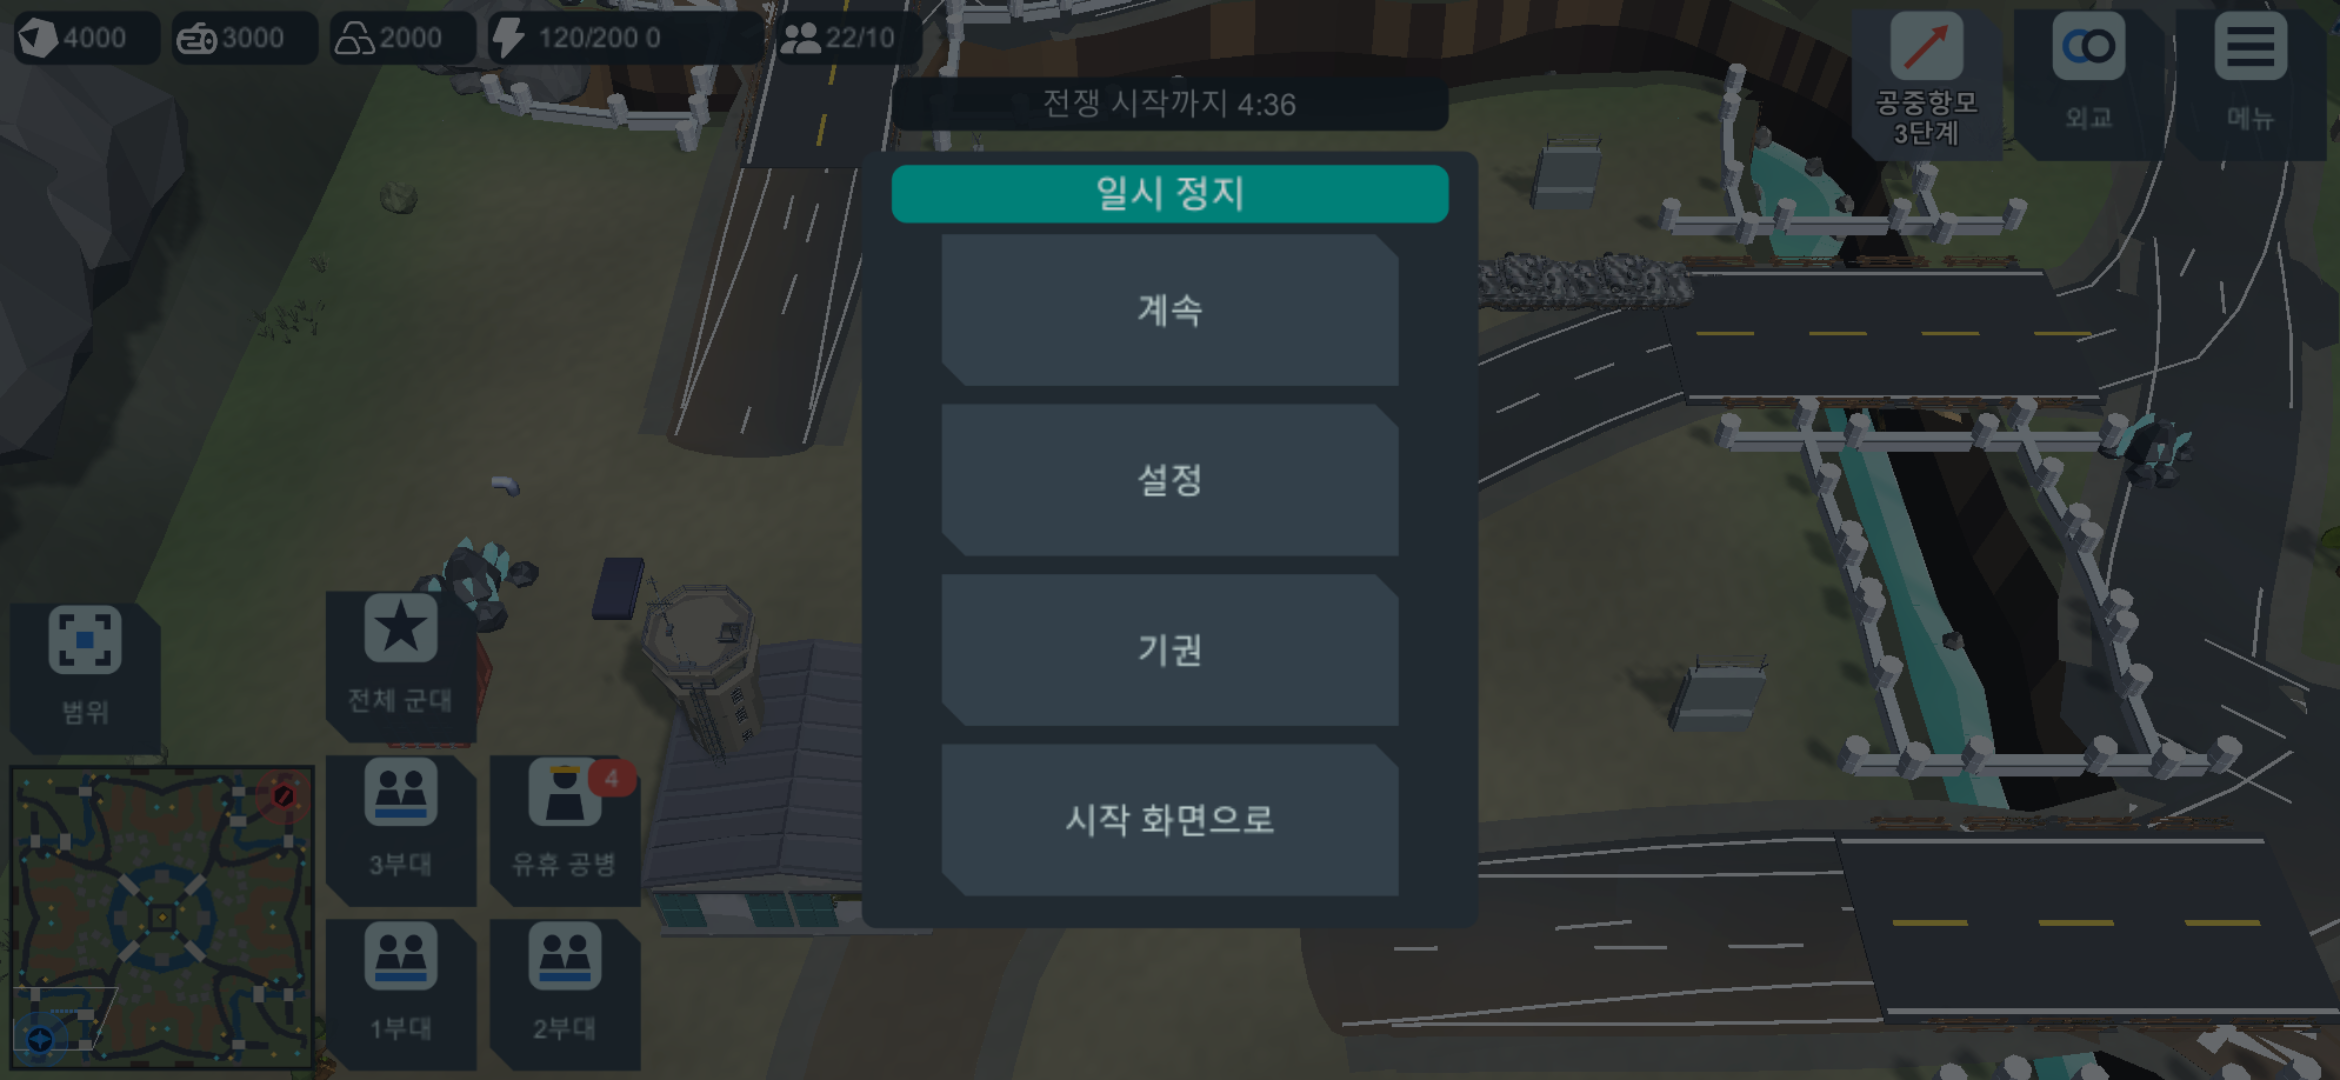 4000
3000
2000
120/200 0
22/10
전쟁 시작까지 4:36
공중항모
3단계
외교
메뉴
일시 정지
계속
설정
기권
시작 화면으로
범위
전체 군대
3부대
4
유휴 공병
1부대
2부대